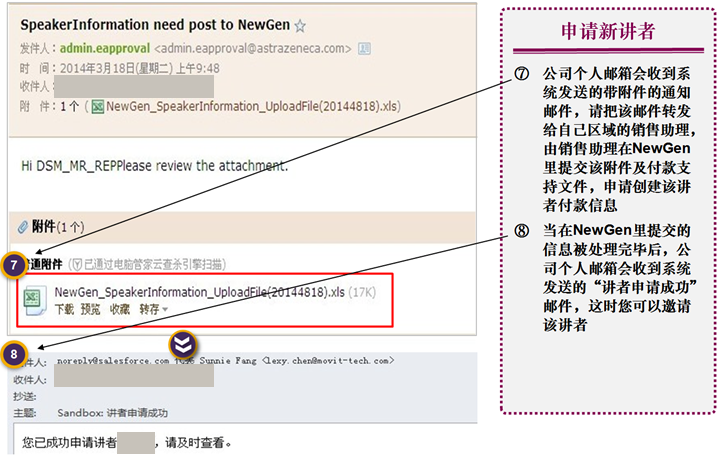 SpeakerInformation need post to NewGen
发件人：admin.eapproval <admin.eapproval@astrazeneca.com>
时 间：2014年3月18日(星期二) 上午9:48
收件人：
附 件：1 个 ( NewGen_SpeakerInformation_UploadFile(20144818).xls)
Hi DSM_MR_REPPlease review the attachment.
附件(1 个)
7
通附件 (已通过电脑管家云查杀引擎扫描)
NewGen_SpeakerInformation_UploadFile(20144818).xls (17K)
下载 预览 收藏 转存
8
件人: noreply@salesforce.com Sunnie Fang <lexy.chen@movit-tech.com>
收件人:
抄送:
主题: Sandbox: 讲者申请成功
您已成功申请讲者 ，请及时查看。
申请新讲者
⑦ 公司个人邮箱会收到系
统发送的带附件的通知
邮件，请把该邮件转发
给自己区域的销售助理，
由销售助理在NewGen
里提交该附件及付款支
持文件，申请创建该讲
者付款信息
⑧ 当在NewGen里提交的
信息被处理完毕后，公
司个人邮箱会收到系统
发送的“讲者申请成功”
邮件，这时您可以邀请
该讲者